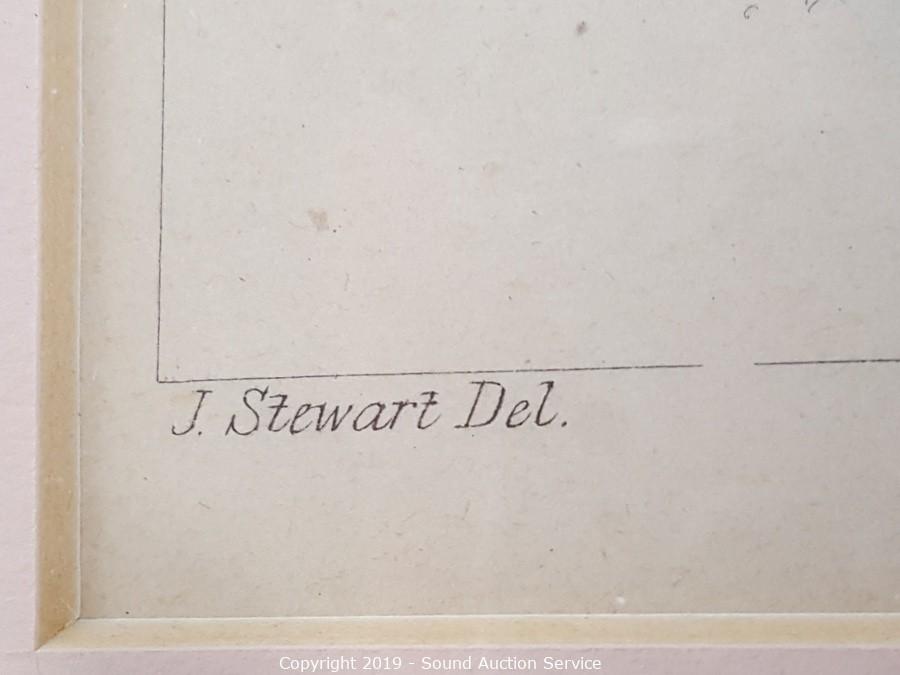 J. Stewart Del.
Copyright 2019 - Sound Auction Service